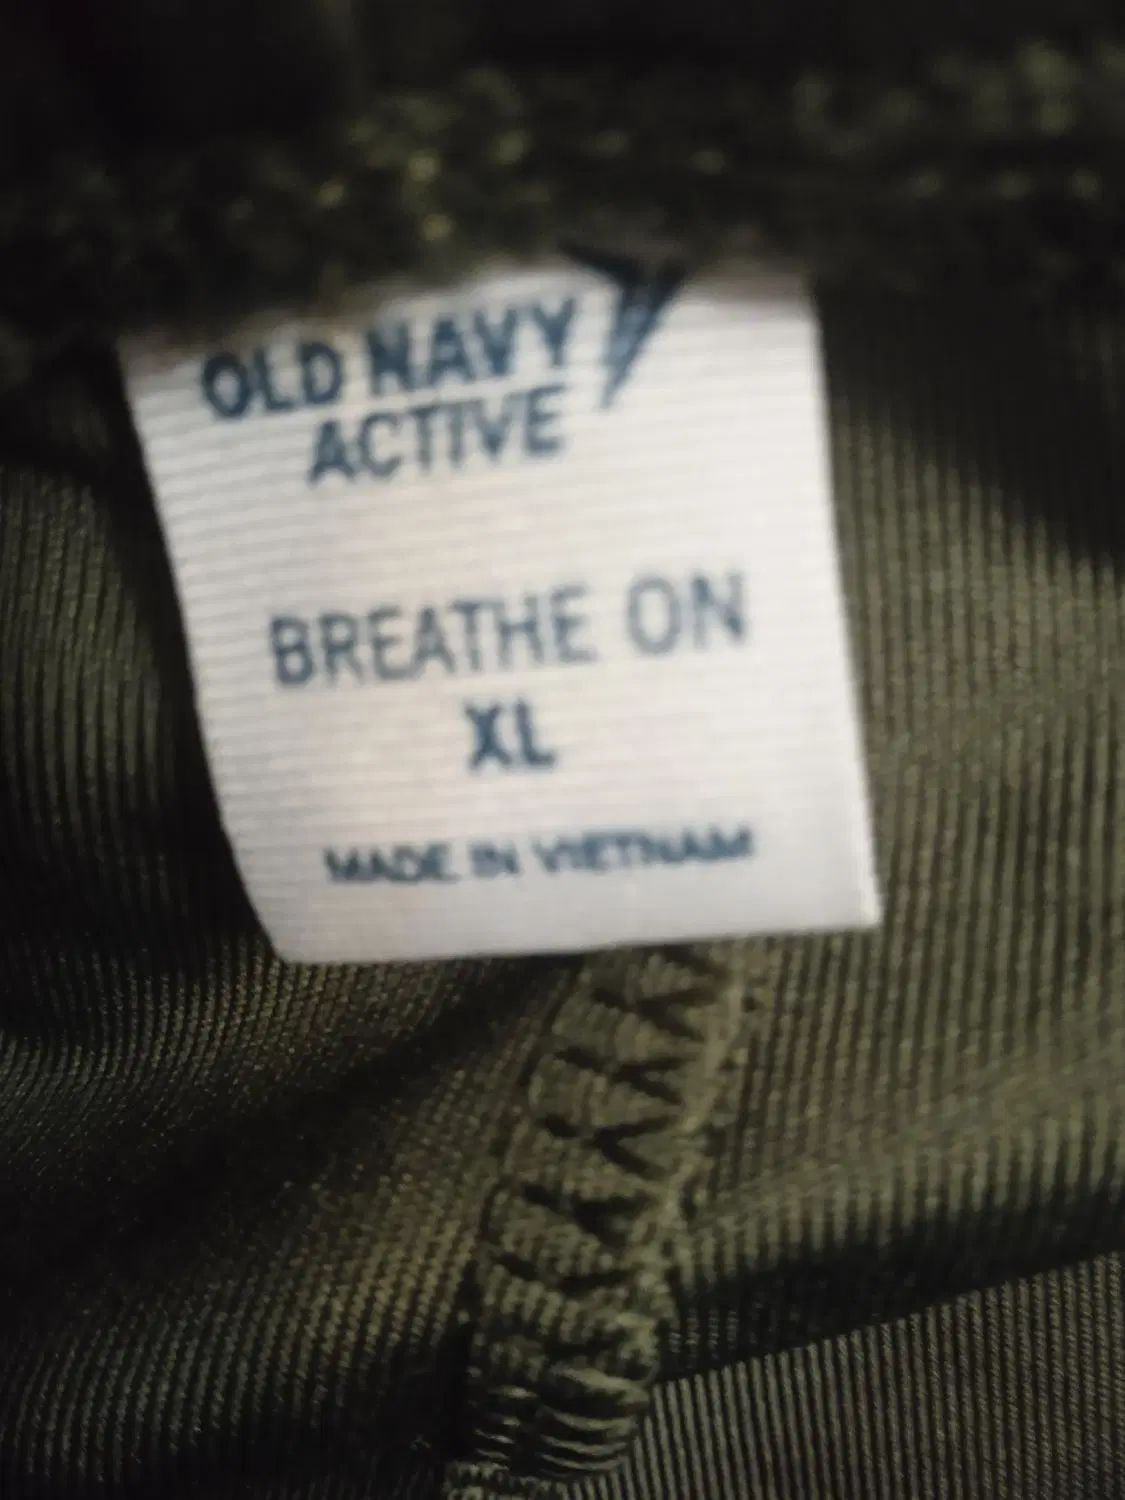 OLD NAVY
ACTIVE
BREATHE ON
XL
MADE IN VIETNAM